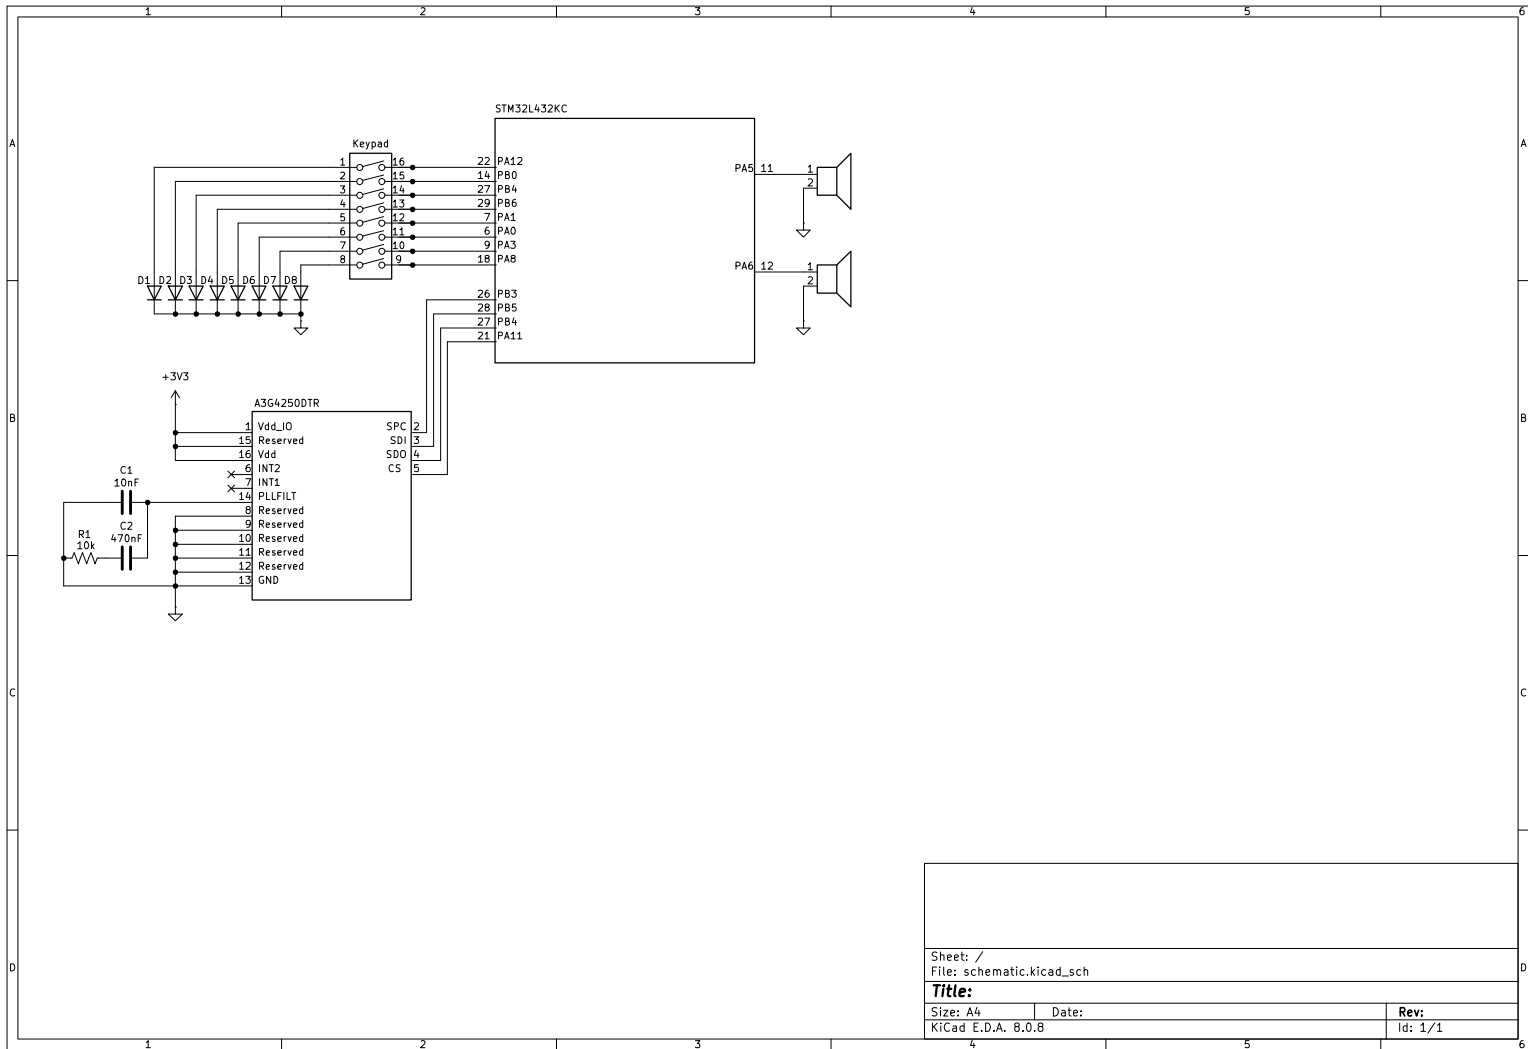 1 2 3 4 5 6
A A
B B
C C
D D
STM32L432KC
Keypad
1 16 22 PA12
2 15 14 PB0
3 14 27 PB4
4 13 29 PB6
5 12 7 PA1
6 11 6 PA0
7 10 9 PA3
8 9 18 PA8
PA5 11 1
2
PA6 12 1
2
D1 D2 D3 D4 D5 D6 D7 D8
26 PB3
28 PB5
27 PB4
21 PA11
+3V3
A3G4250DTR
1 Vdd_IO SPC 2
15 Reserved SDI 3
16 Vdd SDO 4
6 INT2 CS 5
7 INT1
14 PLLFILT
8 Reserved
9 Reserved
10 Reserved
11 Reserved
12 Reserved
13 GND
C1
10nF
C2
470nF
R1
10k
Sheet: /
File: schematic.kicad_sch
Title:
Size: A4 Date: Rev:
KiCad E.D.A. 8.0.8 Id: 1/1
1 2 3 4 5 6